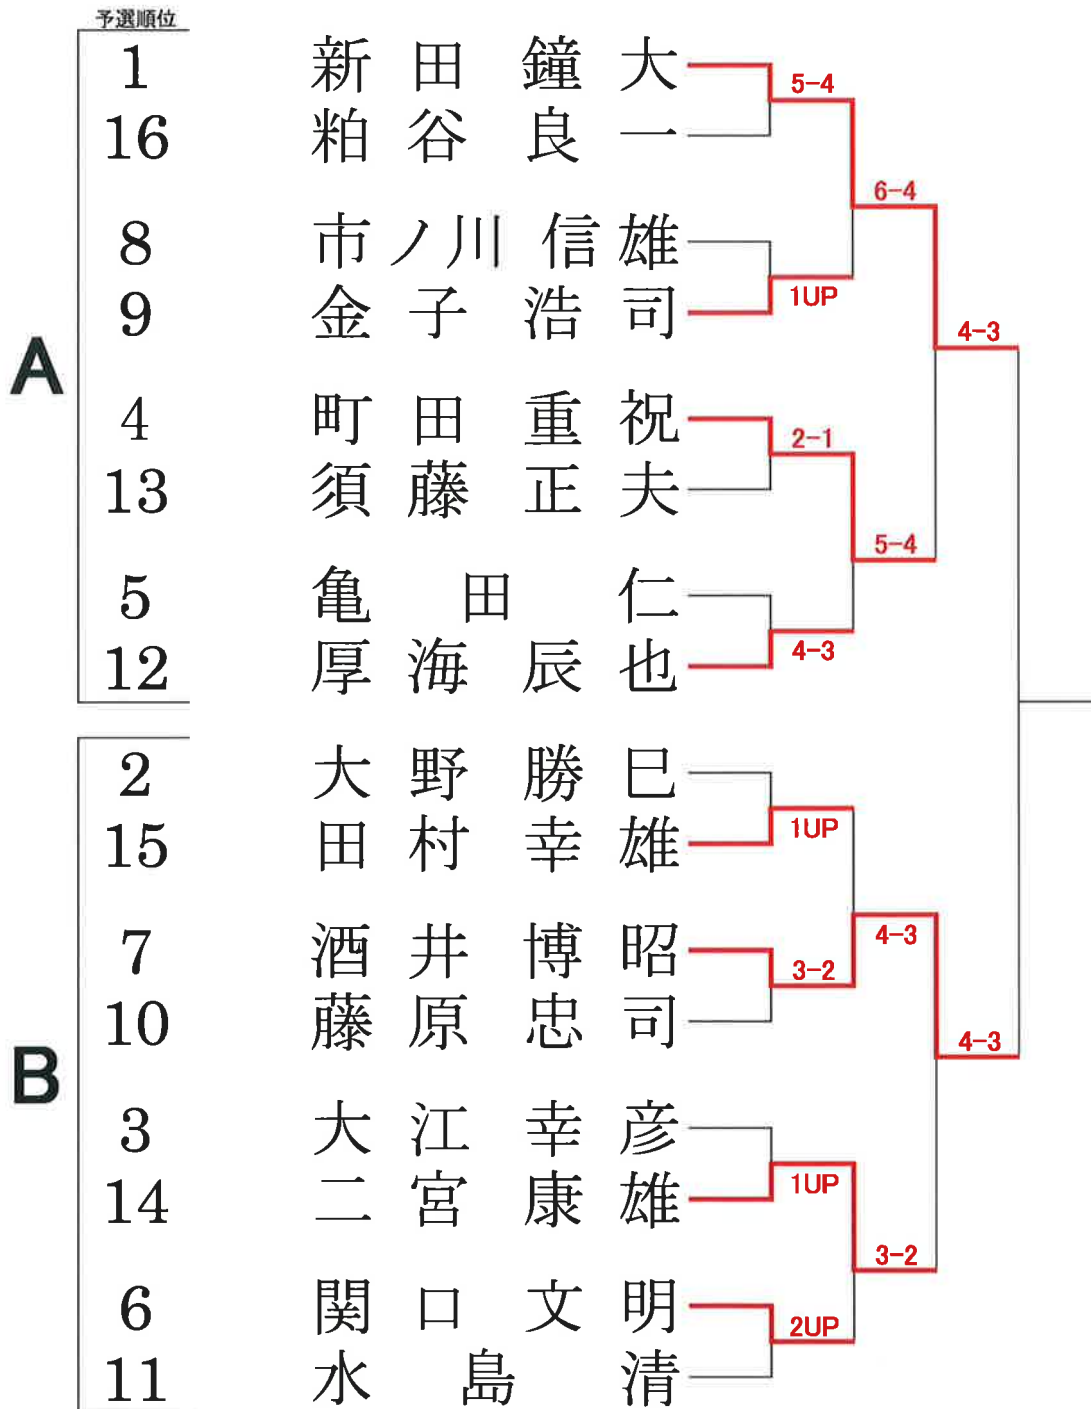 予選順位
A
1 新田鐘大
5-4
16 粕谷良一
6-4
8 市ノ川信雄
1UP
9 金子浩司
4-3
4 町田重祝
2-1
13 須藤正夫
5-4
5 亀田仁
4-3
12 厚海辰也
B
2 大野勝巳
1UP
15 田村幸雄
4-3
7 酒井博昭
3-2
10 藤原忠司
4-3
3 大江幸彦
1UP
14 二宮康雄
3-2
6 関口文明
2UP
11 水島清